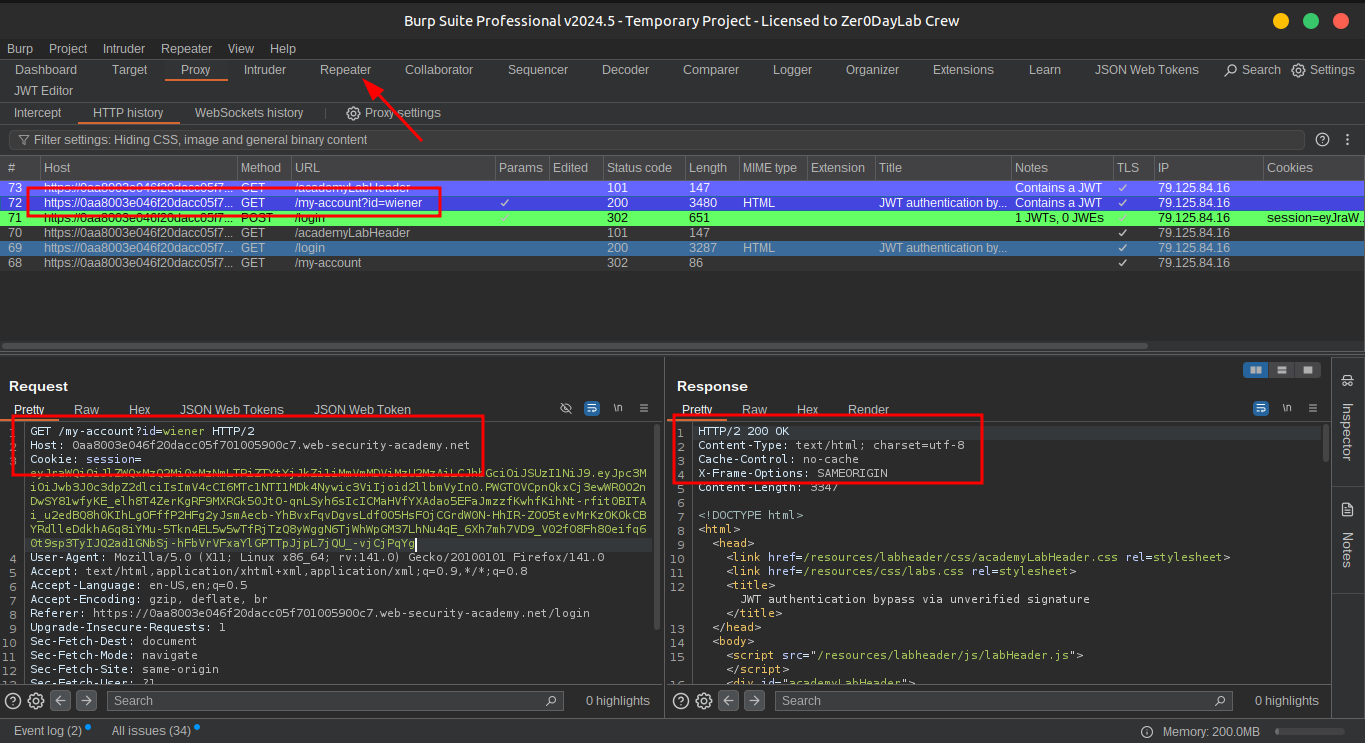 Burp Suite Professional v2024.5 - Temporary Project - Licensed to Zer0DayLab Crew
Burp Project Intruder Repeater View Help
Dashboard Target Proxy Intruder Repeater Collaborator Sequencer Decoder Comparer Logger Organizer Extensions Learn JSON Web Tokens Search Settings
JWT Editor
Intercept HTTP history WebSockets history Proxy settings
Filter settings: Hiding CSS, image and general binary content
# Host Method URL Params Edited Status code Length MIME type Extension Title Notes TLS IP Cookies
73 https://0aa8003e046f20dacc05f7... GET /academyLabHeader 101 147 Contains a JWT ✓ 79.125.84.16
72 https://0aa8003e046f20dacc05f7... GET /my-account?id=wiener ✓ 200 3480 HTML JWT authentication by... Contains a JWT ✓ 79.125.84.16
71 https://0aa8003e046f20dacc05f7... POST /login 302 651 1 JWTs, 0 JWEs 79.125.84.16 session=eyJraW...
70 https://0aa8003e046f20dacc05f7... GET /academyLabHeader 101 147 ✓ 79.125.84.16
69 https://0aa8003e046f20dacc05f7... GET /login 200 3287 HTML JWT authentication by... ✓ 79.125.84.16
68 https://0aa8003e046f20dacc05f7... GET /my-account 302 86 ✓ 79.125.84.16
Request
Pretty Raw Hex JSON Web Tokens JSON Web Token \n
1 GET /my-account?id=wiener HTTP/2
2 Host: 0aa8003e046f20dacc05f701005900c7.web-security-academy.net
3 Cookie: session=
4 User-Agent: Mozilla/5.0 (X11; Linux x86_64; rv:141.0) Gecko/20100101 Firefox/141.0
5 Accept: text/html,application/xhtml+xml,application/xml;q=0.9,*/*;q=0.8
6 Accept-Language: en-US,en;q=0.5
7 Accept-Encoding: gzip, deflate, br
8 Referer: https://0aa8003e046f20dacc05f701005900c7.web-security-academy.net/login
9 Upgrade-Insecure-Requests: 1
10 Sec-Fetch-Dest: document
11 Sec-Fetch-Mode: navigate
12 Sec-Fetch-Site: same-origin
Sec-Fetch-User: ?1
Search 0 highlights
Response
Pretty Raw Hex Render \n
1 HTTP/2 200 OK
2 Content-Type: text/html; charset=utf-8
3 Cache-Control: no-cache
4 X-Frame-Options: SAMEORIGIN
5 Content-Length: 3347
6
7 <!DOCTYPE html>
8 <html>
9 <head>
10 <link href=/resources/labheader/css/academyLabHeader.css rel=stylesheet>
11 <link href=/resources/css/labs.css rel=stylesheet>
12 <title>
JWT authentication bypass via unverified signature
</title>
13 </head>
14 <body>
15 <script src="/resources/labheader/js/labHeader.js">
</script>
16 <div id="academyLabHeader">
Search 0 highlights
Inspector
Notes
Event log (2) All issues (34) Memory: 200.0MB